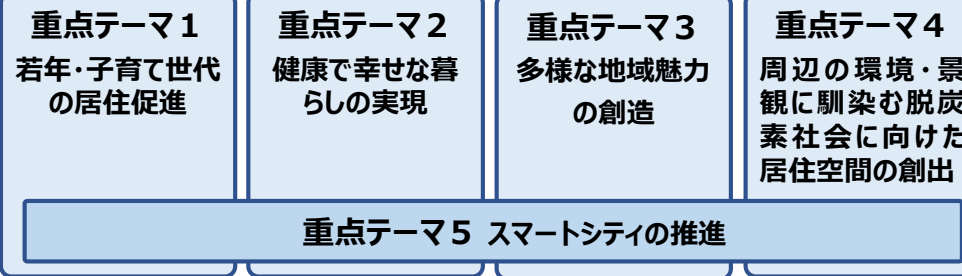 重点テーマ１
若年・子育て世代
の居住促進
重点テーマ２
健康で幸せな暮
らしの実現
重点テーマ３
多様な地域魅力
の創造
重点テーマ４
周辺の環境・景
観に馴染む脱炭
素社会に向けた
居住空間の創出
重点テーマ５ スマートシティの推進